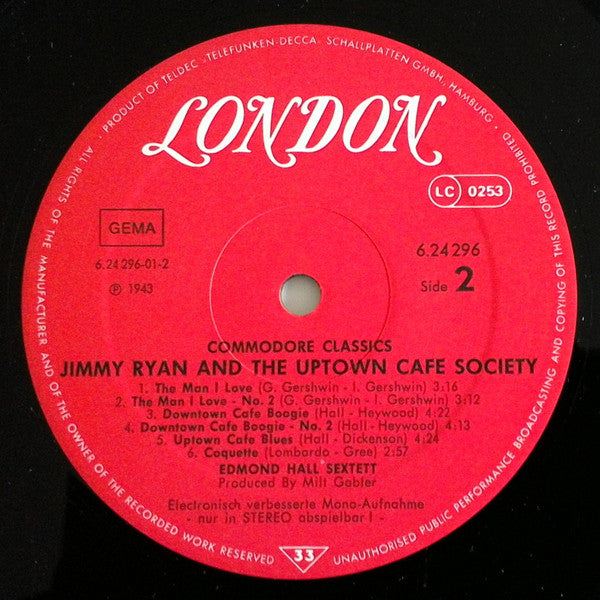 PRODUCT OF TELDEC »TELEFUNKEN-DECCA« SCHALLPLATTEN GMBH., HAMBURG •
LONDON
LC 0253
GEMA
6.24296-01-2
℗ 1943
6.24296
Side 2
COMMODORE CLASSICS
JIMMY RYAN AND THE UPTOWN CAFE SOCIETY
1. The Man I Love (G. Gershwin - I. Gershwin) 3:16
2. The Man I Love - No. 2 (G. Gershwin - I. Gershwin) 3:12
3. Downtown Cafe Boogie (Hall - Heywood) 4:22
4. Downtown Cafe Boogie - No. 2 (Hall - Heywood) 4:13
5. Uptown Cafe Blues (Hall - Dickenson) 4:24
6. Coquette (Lombardo - Gree) 2:57
EDMOND HALL SEXTETT
Produced By Milt Gabler
Electronisch verbesserte Mono-Aufnahme
- nur in STEREO abspielbar! -
33
ALL RIGHTS OF THE MANUFACTURER AND OF THE OWNER OF THE RECORDED WORK RESERVED
UNAUTHORISED PUBLIC PERFORMANCE BROADCASTING AND COPYING OF THIS RECORD PROHIBITED